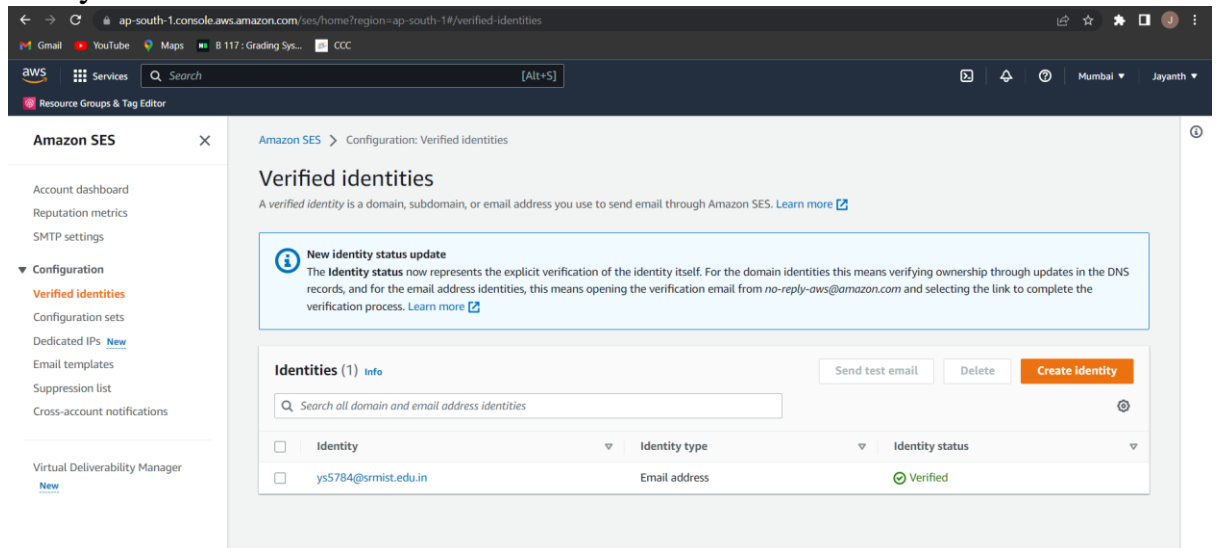 ap-south-1.console.aws.amazon.com/ses/home?region=ap-south-1#/verified-identities
J
Gmail YouTube Maps B 117 : Grading Sys... CCC
aws Services Search [Alt+S] Mumbai ▼ Jayanth ▼
Resource Groups & Tag Editor
Amazon SES
Account dashboard
Reputation metrics
SMTP settings
▼ Configuration
Verified identities
Configuration sets
Dedicated IPs New
Email templates
Suppression list
Cross-account notifications
Virtual Deliverability Manager
New
Amazon SES > Configuration: Verified identities
Verified identities
A verified identity is a domain, subdomain, or email address you use to send email through Amazon SES. Learn more
New identity status update
The Identity status now represents the explicit verification of the identity itself. For the domain identities this means verifying ownership through updates in the DNS
records, and for the email address identities, this means opening the verification email from no-reply-aws@amazon.com and selecting the link to complete the
verification process. Learn more
Identities (1) Info
Send test email Delete Create identity
Search all domain and email address identities
Identity Identity type Identity status
ys5784@srmist.edu.in Email address Verified